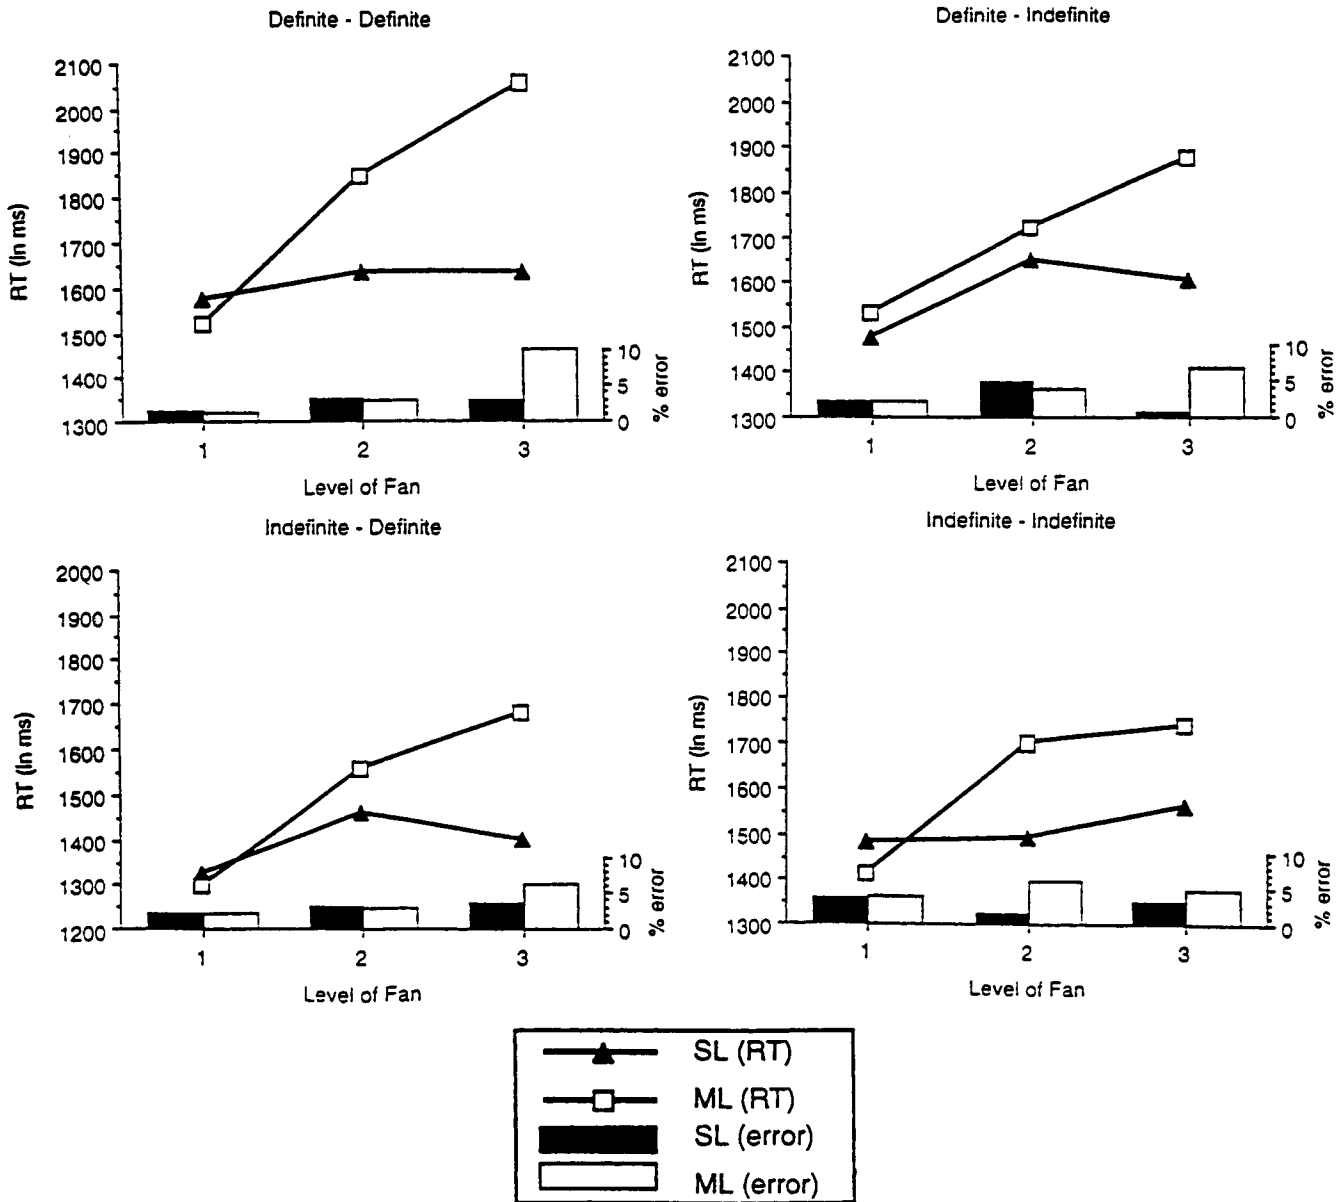 Definite - Definite
2100
2000
1900
1800
1700
1600
1500
1400
1300
RT (In ms)
10
5
0
% error
1 2 3
Level of Fan
Definite - Indefinite
2100
2000
1900
1800
1700
1600
1500
1400
1300
RT (In ms)
10
5
0
% error
1 2 3
Level of Fan
Indefinite - Definite
2000
1900
1800
1700
1600
1500
1400
1300
1200
RT (In ms)
10
5
0
% error
1 2 3
Level of Fan
Indefinite - Indefinite
2100
2000
1900
1800
1700
1600
1500
1400
1300
RT (In ms)
10
5
0
% error
1 2 3
Level of Fan
SL (RT)
ML (RT)
SL (error)
ML (error)